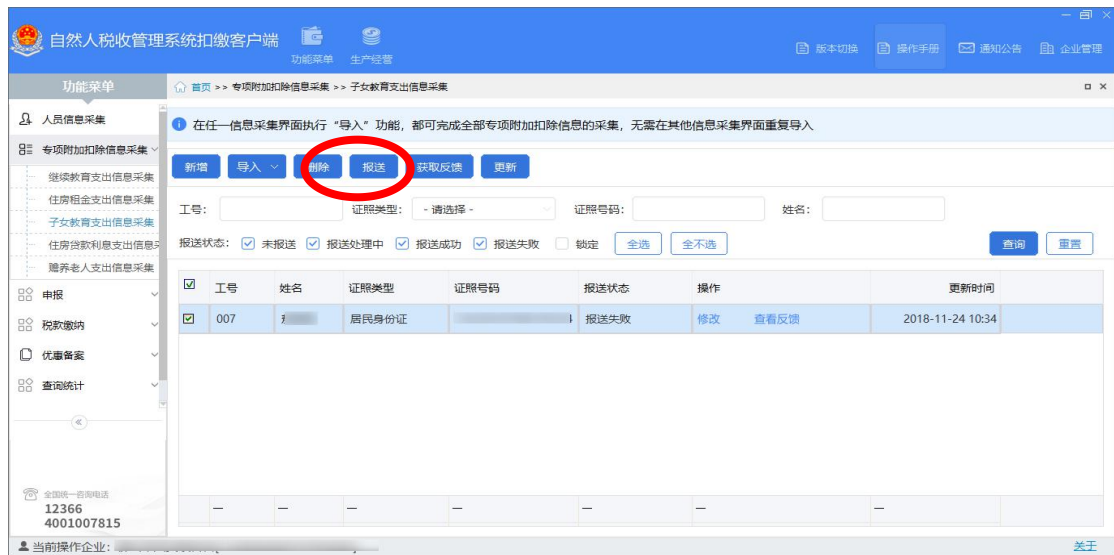 自然人税收管理系统扣缴客户端
功能菜单
生产经营
版本切换
操作手册
通知公告
企业管理
功能菜单
首页 >> 专项附加扣除信息采集 >> 子女教育支出信息采集
人员信息采集
专项附加扣除信息采集
继续教育支出信息采集
住房租金支出信息采集
子女教育支出信息采集
住房贷款利息支出信息采
赡养老人支出信息采集
申报
税款缴纳
优惠备案
查询统计
在任一信息采集界面执行“导入”功能，都可完成全部专项附加扣除信息的采集，无需在其他信息采集界面重复导入
新增 导入 删除 报送 获取反馈 更新
工号： 证照类型： - 请选择 - 证照号码： 姓名：
报送状态： 未报送 报送处理中 报送成功 报送失败 锁定 全选 全不选 查询 重置
工号 姓名 证照类型 证照号码 报送状态 操作 更新时间
007 居民身份证 4 报送失败 修改 查看反馈 2018-11-24 10:34
— — — — — — —
全国统一咨询电话
12366
4001007815
当前操作企业： 关于